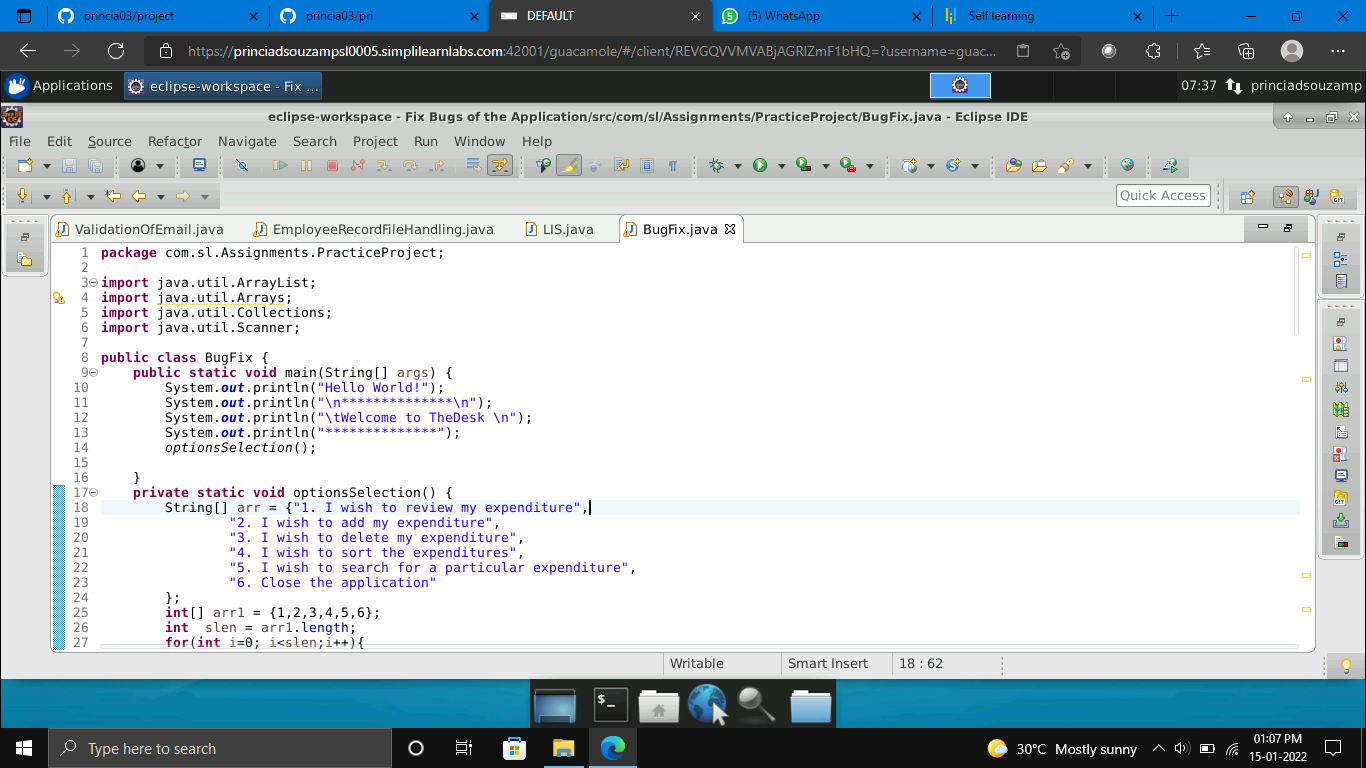 princia03/project
princia03/pri
DEFAULT
(5) WhatsApp
Self learning
https://princiadsouzampsl0005.simplilearnlabs.com:42001/guacamole/#/client/REVGQVVMVABjAGRlZmF1bHQ=?username=guac...
Applications
eclipse-workspace - Fix ...
07:37
princiadsouzamp
eclipse-workspace - Fix Bugs of the Application/src/com/sl/Assignments/PracticeProject/BugFix.java - Eclipse IDE
File Edit Source Refactor Navigate Search Project Run Window Help
Quick Access
ValidationOfEmail.java
EmployeeRecordFileHandling.java
LIS.java
BugFix.java
1 package com.sl.Assignments.PracticeProject;
2
3 import java.util.ArrayList;
4 import java.util.Arrays;
5 import java.util.Collections;
6 import java.util.Scanner;
7
8 public class BugFix {
9 public static void main(String[] args) {
10 System.out.println("Hello World!");
11 System.out.println("\n**************\n");
12 System.out.println("\tWelcome to TheDesk \n");
13 System.out.println("**************");
14 optionsSelection();
15
16 }
17 private static void optionsSelection() {
18 String[] arr = {"1. I wish to review my expenditure",
19 "2. I wish to add my expenditure",
20 "3. I wish to delete my expenditure",
21 "4. I wish to sort the expenditures",
22 "5. I wish to search for a particular expenditure",
23 "6. Close the application"
24 };
25 int[] arr1 = {1,2,3,4,5,6};
26 int slen = arr1.length;
27 for(int i=0; i<slen;i++){
Writable
Smart Insert
18 : 62
Type here to search
30°C Mostly sunny
01:07 PM
15-01-2022